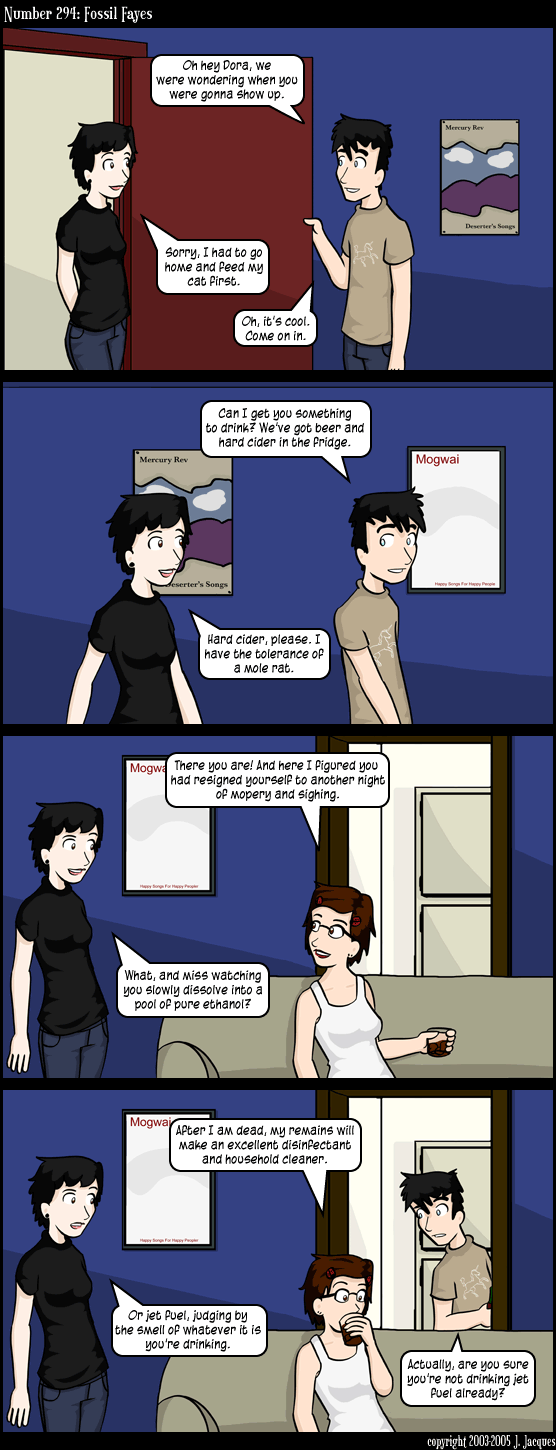 Number 294: Fossil Fayes
Oh hey Dora, we
were wondering when you
were gonna show up.
Mercury Rev
Deserter's Songs
Sorry, I had to go
home and feed my
cat first.
Oh, it's cool.
Come on in.
Can I get you something
to drink? We've got beer and
hard cider in the fridge.
Mercury Rev
Deserter's Songs
Mogwai
Happy Songs For Happy People
Hard cider, please. I
have the tolerance of
a mole rat.
There you are! And here I figured you
had resigned yourself to another night
of mopery and sighing.
Mogwa
Happy Songs For Happy People
What, and miss watching
you slowly dissolve into a
pool of pure ethanol?
After I am dead, my remains will
make an excellent disinfectant
and household cleaner.
Mogwai
Happy Songs For Happy People
Or jet fuel, judging by
the smell of whatever it is
you're drinking.
Actually, are you sure
you're not drinking jet
fuel already?
copyright 2003-2005 J. Jacques